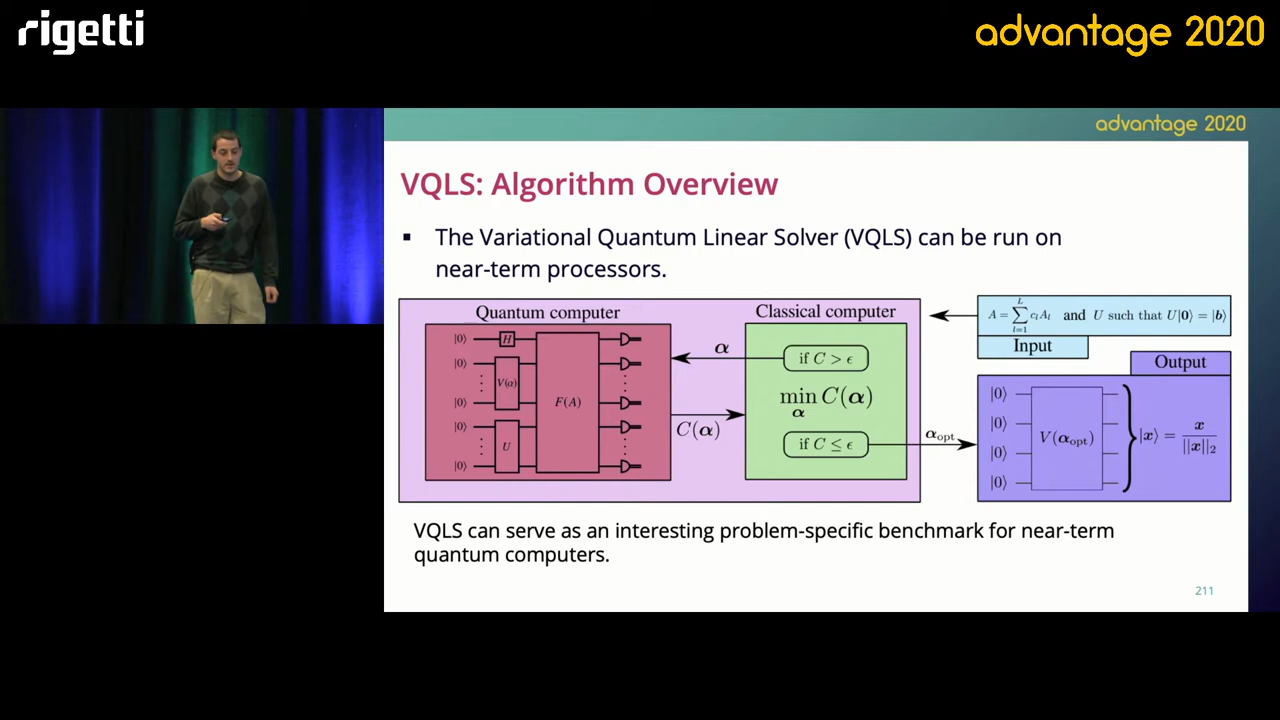 rigetti
advantage 2020
advantage 2020
VQLS: Algorithm Overview
▪ The Variational Quantum Linear Solver (VQLS) can be run on
near-term processors.
Quantum computer
|0⟩ H
|0⟩
⋮ V(α) ⋮
|0⟩ F(A)
|0⟩
⋮ U ⋮
|0⟩
α
C(α)
Classical computer
if C > ϵ
min C(α)
α
if C ≤ ϵ
α_opt
A = ∑_{l=1}^{L} c_l A_l and U such that U|0⟩ = |b⟩
Input
Output
|0⟩
|0⟩
|0⟩
|0⟩
V(α_opt)
|x⟩ = x / ||x||₂
VQLS can serve as an interesting problem-specific benchmark for near-term
quantum computers.
211